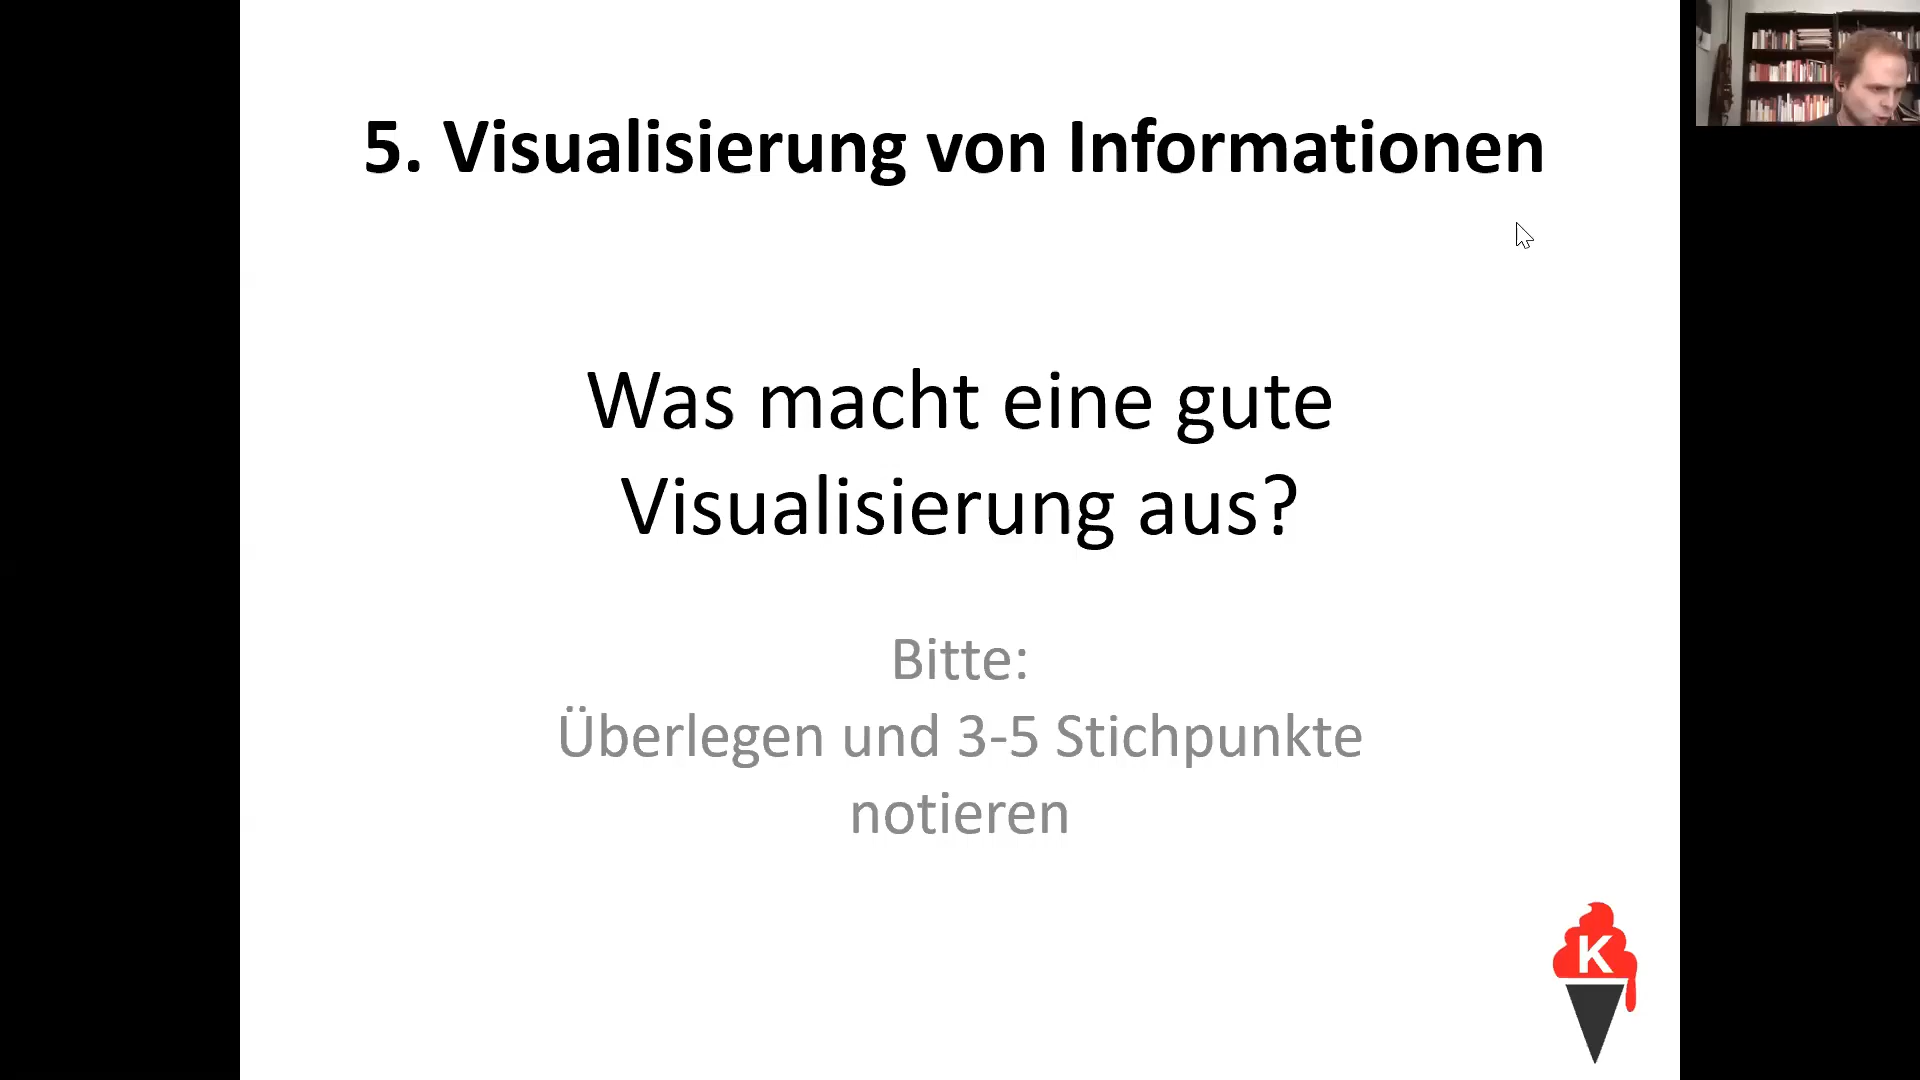 5. Visualisierung von Informationen
Was macht eine gute
Visualisierung aus?
Bitte:
Überlegen und 3-5 Stichpunkte
notieren
K